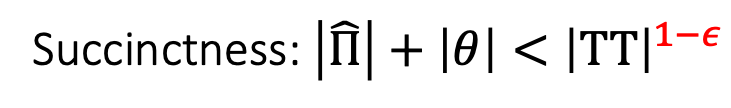 Succinctness: |Π̂| + |θ| < |TT|^{1−ϵ}